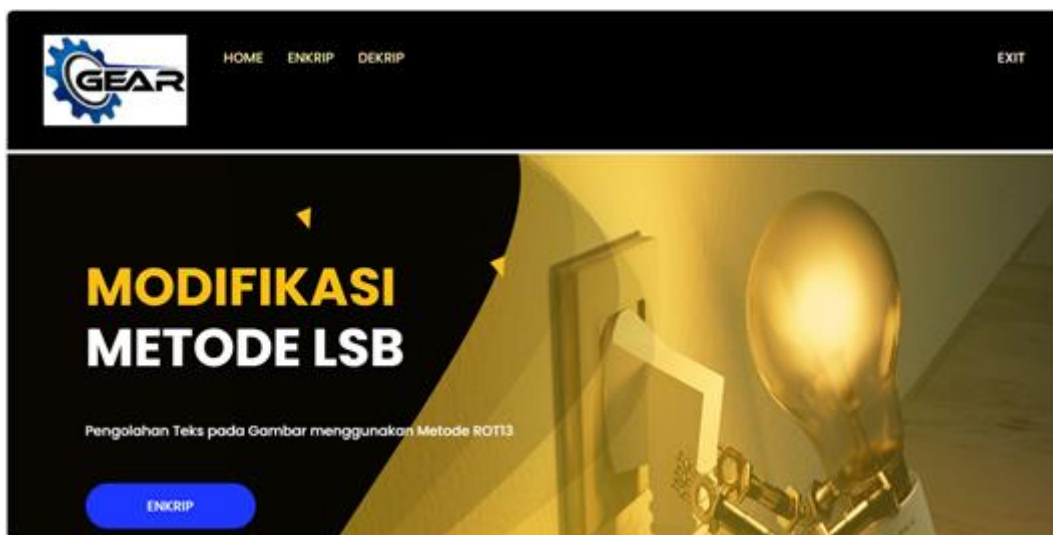 GEAR
HOME ENKRIP DEKRIP
EXIT
MODIFIKASI
METODE LSB
Pengolahan Teks pada Gambar menggunakan Metode ROT13
ENKRIP